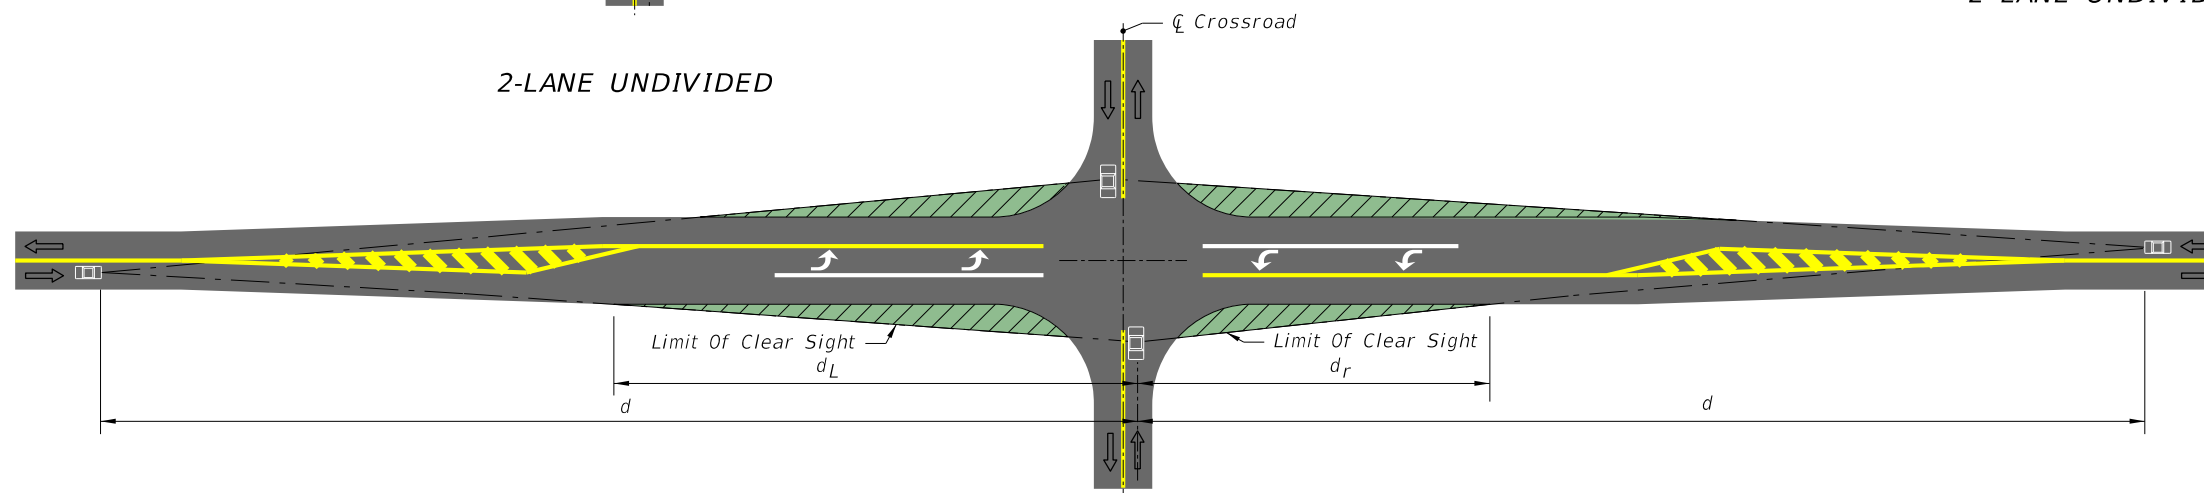 ℄ Crossroad
2-LANE UNDIVIDED
Limit Of Clear Sight
Limit Of Clear Sight
dL
dr
d
d